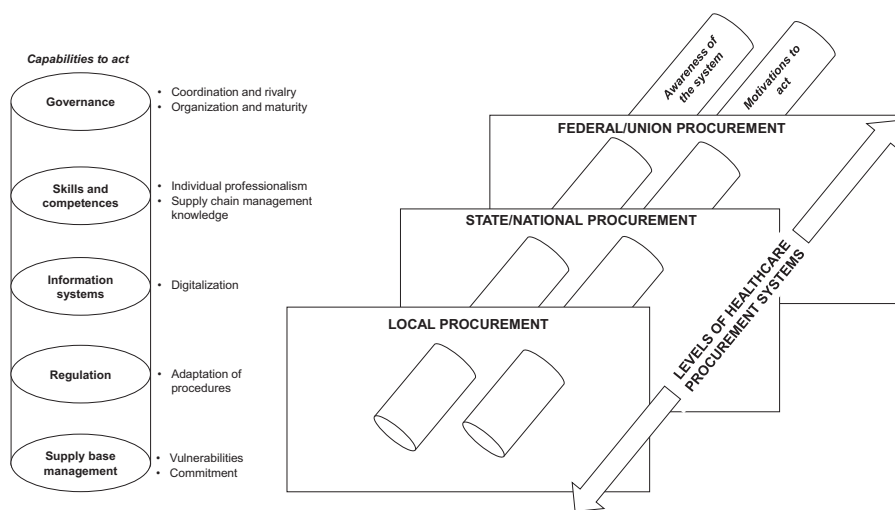 Capabilities to act
Governance
• Coordination and rivalry
• Organization and maturity
Skills and
competences
• Individual professionalism
• Supply chain management
knowledge
Information
systems
• Digitalization
Regulation
• Adaptation of
procedures
Supply base
management
• Vulnerabilities
• Commitment
Awareness of
the system
Motivations to
act
FEDERAL/UNION PROCUREMENT
STATE/NATIONAL PROCUREMENT
LOCAL PROCUREMENT
LEVELS OF HEALTHCARE
PROCUREMENT SYSTEMS